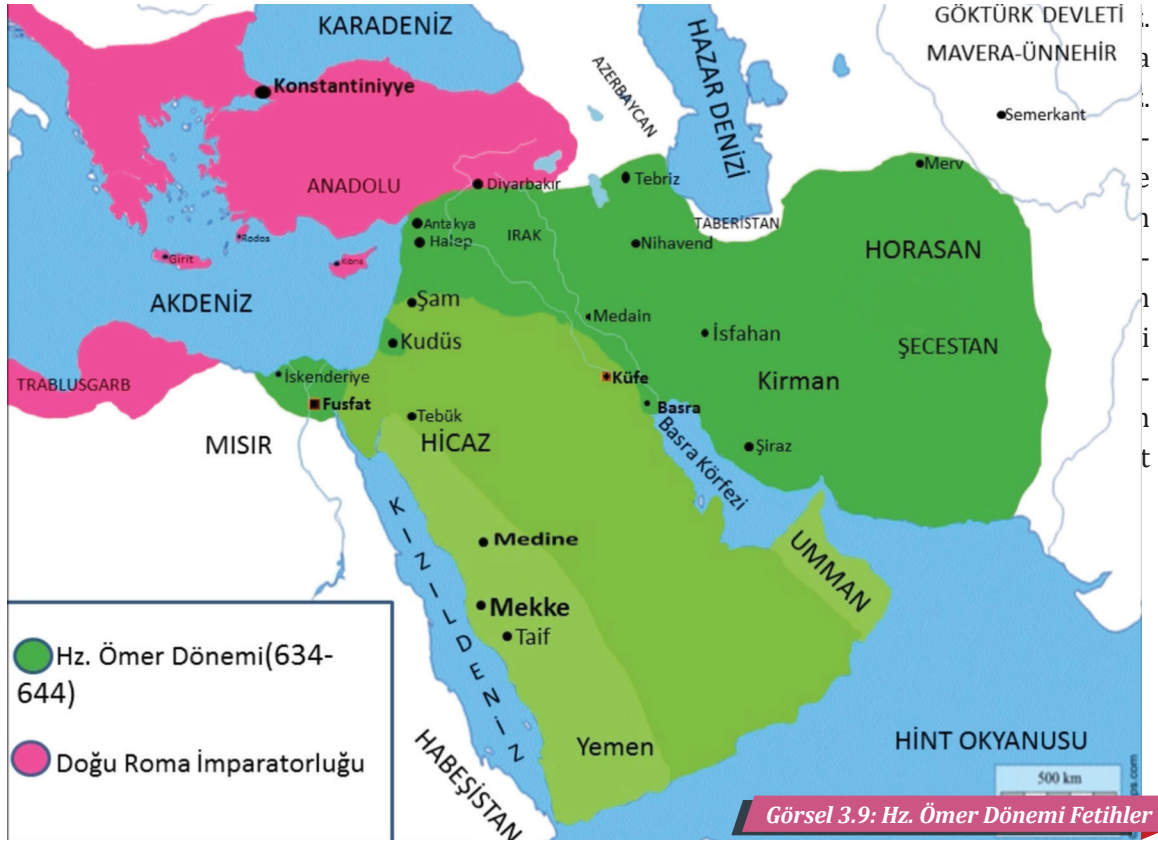 KARADENİZ
GÖKTÜRK DEVLETİ
MAVERA-ÜNNEHİR
HAZAR DENİZİ
AZERBAYCAN
Konstantiniyye
Semerkant
Merv
ANADOLU
Diyarbakır
Tebriz
TABERİSTAN
Antakya
Halep
IRAK
Nihavend
HORASAN
Rodos
Girit
Kıbrıs
AKDENİZ
Şam
Medain
İsfahan
ŞECESTAN
Kudüs
TRABLUSGARB
İskenderiye
Fusfat
Küfe
Kirman
Basra
Tebük
MISIR
HİCAZ
Basra Körfezi
Şiraz
KIZILDENİZ
Medine
UMMAN
Mekke
Taif
Hz. Ömer Dönemi(634-
644)
Doğu Roma İmparatorluğu
HABEŞİSTAN
Yemen
HİNT OKYANUSU
500 km
Görsel 3.9: Hz. Ömer Dönemi Fetihler